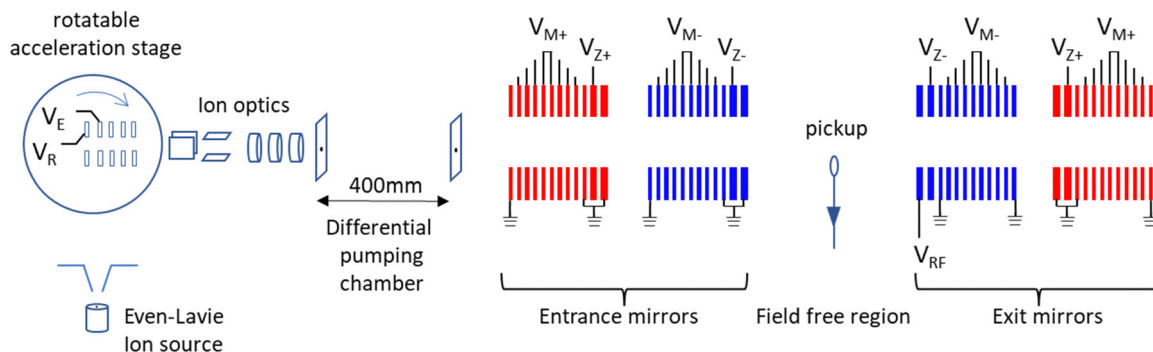 rotatable
acceleration stage
V_E
V_R
Ion optics
400mm
Differential
pumping
chamber
Even-Lavie
Ion source
V_M+
V_Z+
V_M-
V_Z-
Entrance mirrors
pickup
Field free region
V_Z-
V_M-
V_Z+
V_M+
V_RF
Exit mirrors